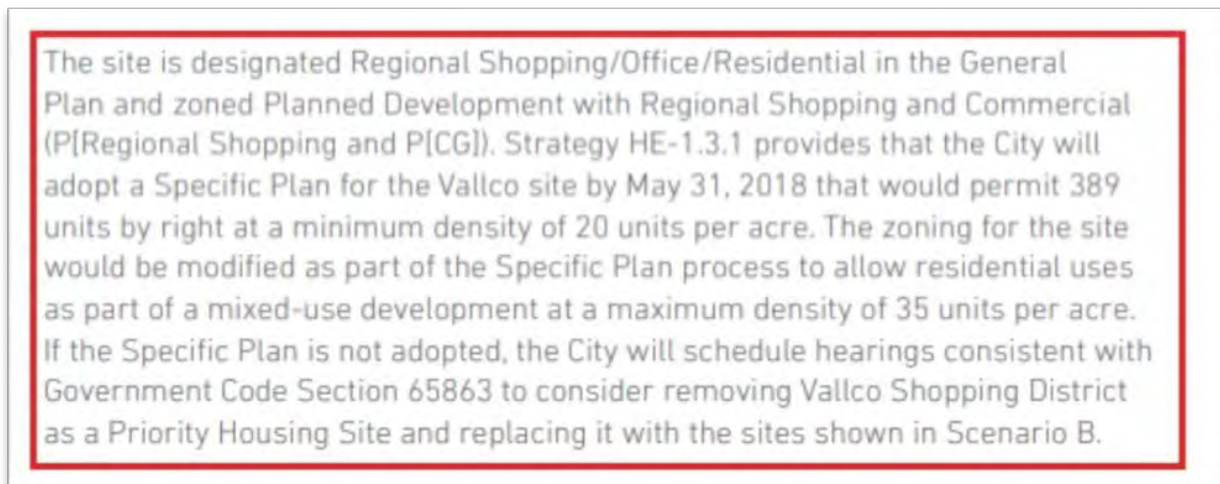 The site is designated Regional Shopping/Office/Residential in the General
Plan and zoned Planned Development with Regional Shopping and Commercial
(P[Regional Shopping and P[CG]). Strategy HE-1.3.1 provides that the City will
adopt a Specific Plan for the Vallco site by May 31, 2018 that would permit 389
units by right at a minimum density of 20 units per acre. The zoning for the site
would be modified as part of the Specific Plan process to allow residential uses
as part of a mixed-use development at a maximum density of 35 units per acre.
If the Specific Plan is not adopted, the City will schedule hearings consistent with
Government Code Section 65863 to consider removing Vallco Shopping District
as a Priority Housing Site and replacing it with the sites shown in Scenario B.